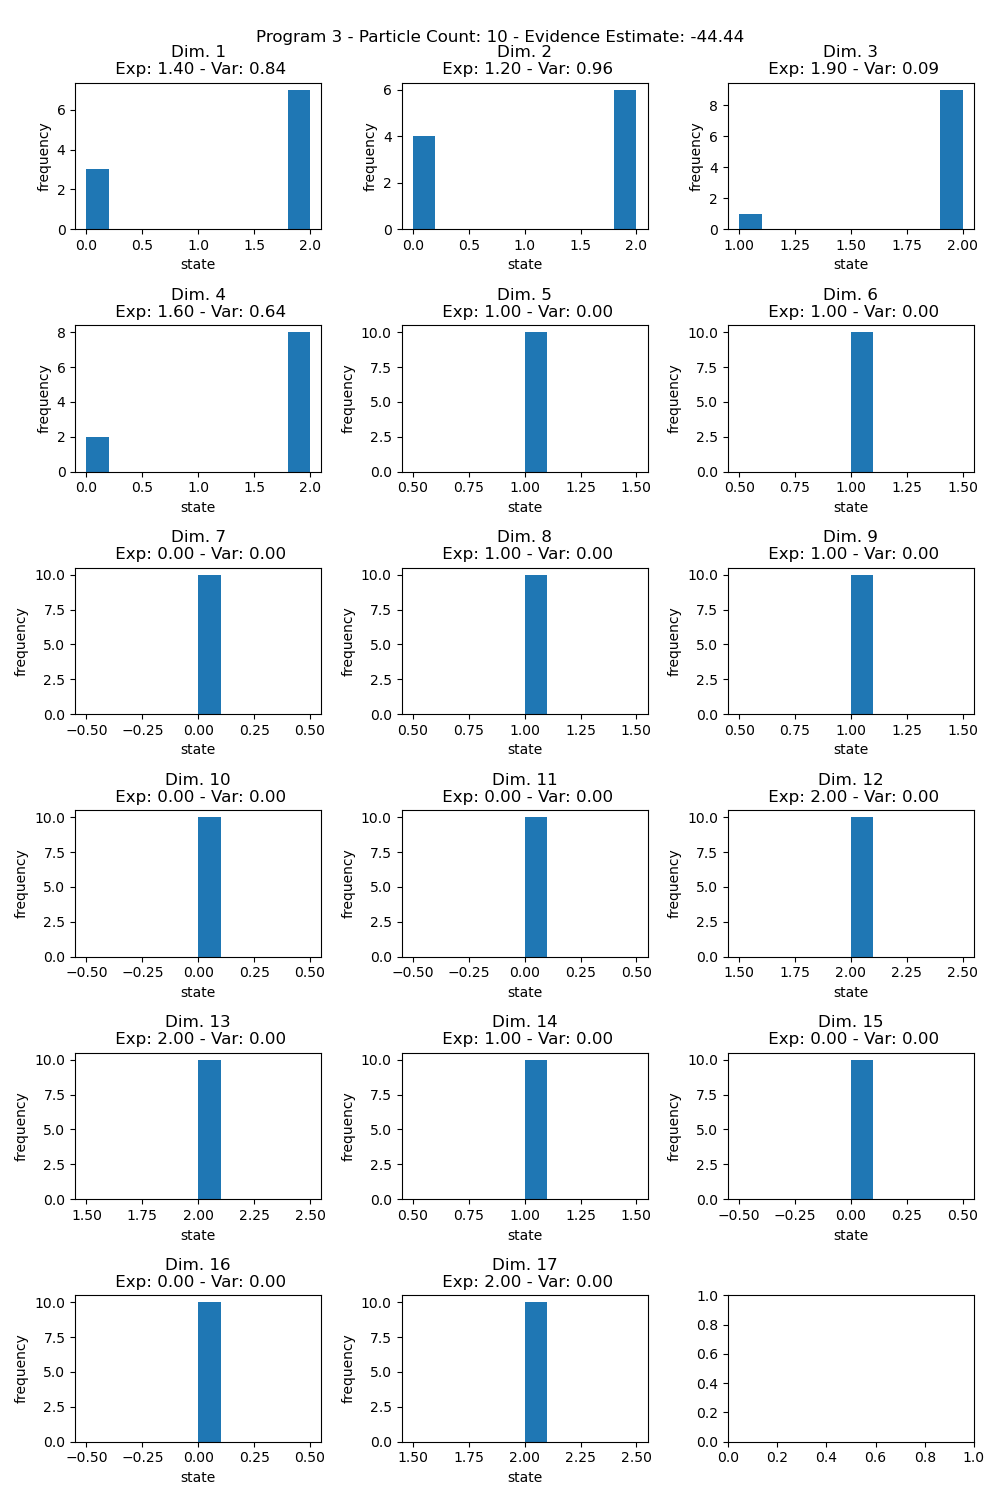 Program 3 - Particle Count: 10 - Evidence Estimate: -44.44
Dim. 1
Exp: 1.40 - Var: 0.84
Dim. 2
Exp: 1.20 - Var: 0.96
Dim. 3
Exp: 1.90 - Var: 0.09
frequency
6
4
2
0
0.0 0.5 1.0 1.5 2.0
state
frequency
6
4
2
0
0.0 0.5 1.0 1.5 2.0
state
frequency
8
6
4
2
0
1.00 1.25 1.50 1.75 2.00
state
Dim. 4
Exp: 1.60 - Var: 0.64
frequency
8
6
4
2
0
0.0 0.5 1.0 1.5 2.0
state
Dim. 5
Exp: 1.00 - Var: 0.00
frequency
10.0
7.5
5.0
2.5
0.0
0.50 0.75 1.00 1.25 1.50
state
Dim. 6
Exp: 1.00 - Var: 0.00
frequency
10.0
7.5
5.0
2.5
0.0
0.50 0.75 1.00 1.25 1.50
state
Dim. 7
Exp: 0.00 - Var: 0.00
frequency
10.0
7.5
5.0
2.5
0.0
−0.50 −0.25 0.00 0.25 0.50
state
Dim. 8
Exp: 1.00 - Var: 0.00
frequency
10.0
7.5
5.0
2.5
0.0
0.50 0.75 1.00 1.25 1.50
state
Dim. 9
Exp: 1.00 - Var: 0.00
frequency
10.0
7.5
5.0
2.5
0.0
0.50 0.75 1.00 1.25 1.50
state
Dim. 10
Exp: 0.00 - Var: 0.00
frequency
10.0
7.5
5.0
2.5
0.0
−0.50 −0.25 0.00 0.25 0.50
state
Dim. 11
Exp: 0.00 - Var: 0.00
frequency
10.0
7.5
5.0
2.5
0.0
−0.50 −0.25 0.00 0.25 0.50
state
Dim. 12
Exp: 2.00 - Var: 0.00
frequency
10.0
7.5
5.0
2.5
0.0
1.50 1.75 2.00 2.25 2.50
state
Dim. 13
Exp: 2.00 - Var: 0.00
frequency
10.0
7.5
5.0
2.5
0.0
1.50 1.75 2.00 2.25 2.50
state
Dim. 14
Exp: 1.00 - Var: 0.00
frequency
10.0
7.5
5.0
2.5
0.0
0.50 0.75 1.00 1.25 1.50
state
Dim. 15
Exp: 0.00 - Var: 0.00
frequency
10.0
7.5
5.0
2.5
0.0
−0.50 −0.25 0.00 0.25 0.50
state
Dim. 16
Exp: 0.00 - Var: 0.00
frequency
10.0
7.5
5.0
2.5
0.0
−0.50 −0.25 0.00 0.25 0.50
state
Dim. 17
Exp: 2.00 - Var: 0.00
frequency
10.0
7.5
5.0
2.5
0.0
1.50 1.75 2.00 2.25 2.50
state
1.0
0.8
0.6
0.4
0.2
0.0
0.0 0.2 0.4 0.6 0.8 1.0